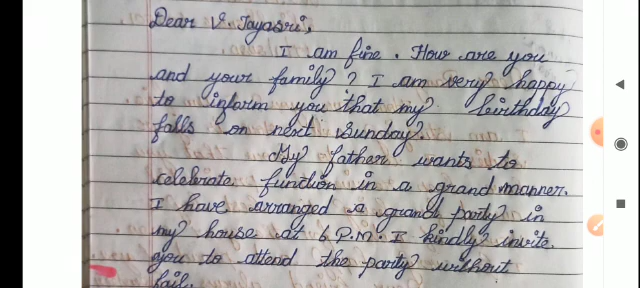 Dear V. Jayasri,
I am fine. How are you
and your family? I am very happy
to inform you that my birthday
falls on next Sunday.
My father wants to
celebrate function in a grand manner.
I have arranged a grand party in
my house at 6 P.M. I kindly invite
you to attend the party without
fail.